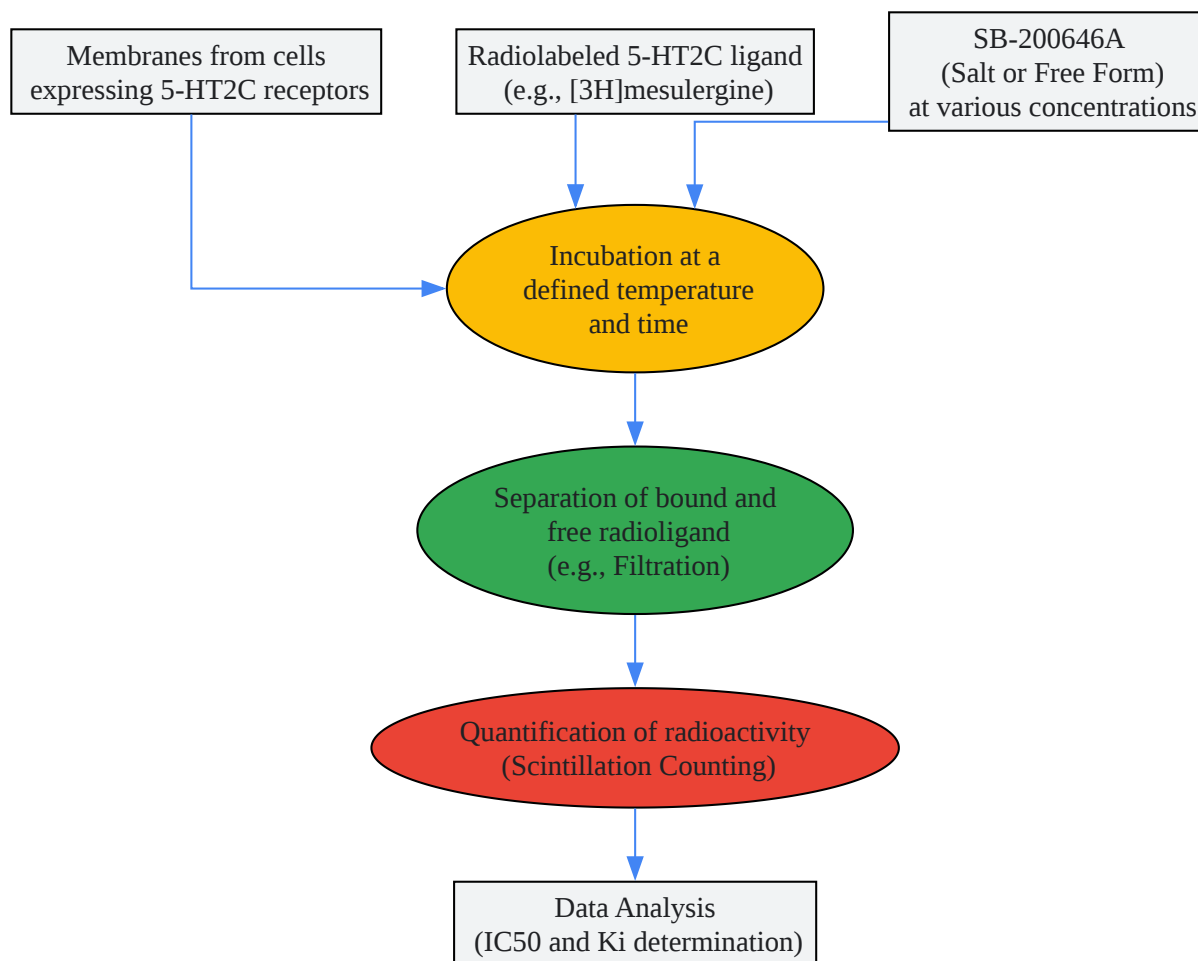 Membranes from cells
expressing 5-HT2C receptors
Radiolabeled 5-HT2C ligand
(e.g., [3H]mesulergine)
SB-200646A
(Salt or Free Form)
at various concentrations
Incubation at a
defined temperature
and time
Separation of bound and
free radioligand
(e.g., Filtration)
Quantification of radioactivity
(Scintillation Counting)
Data Analysis
(IC50 and Ki determination)